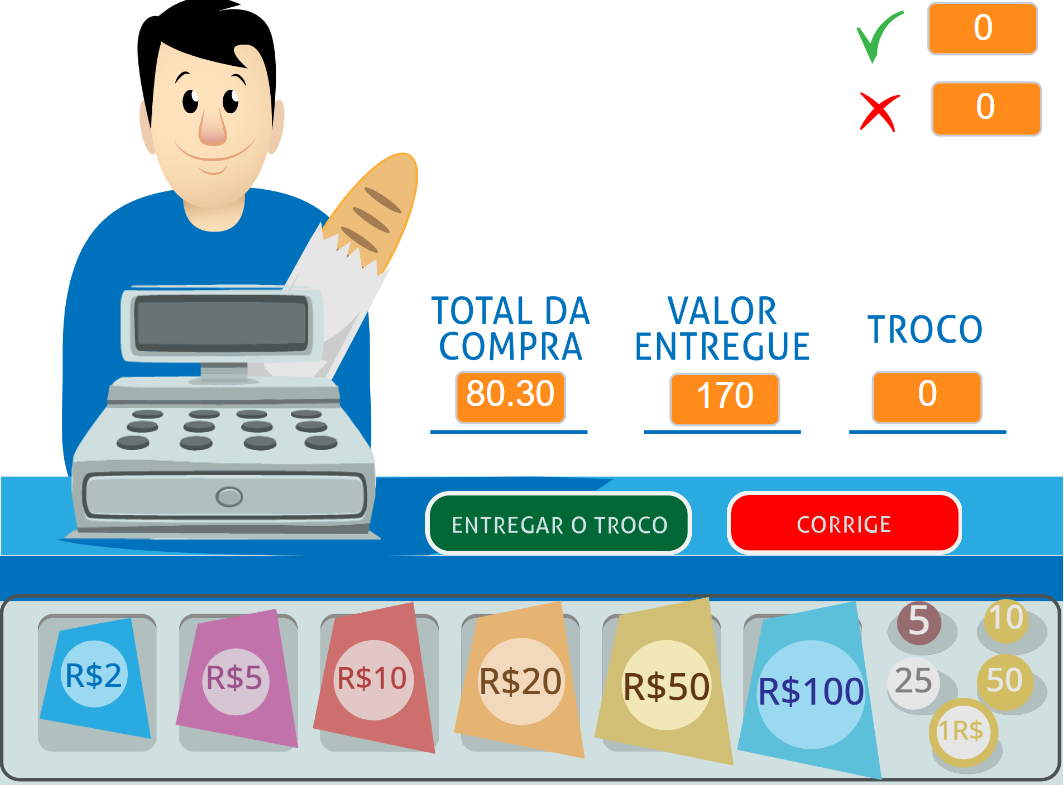 0
0
TOTAL DA
COMPRA
VALOR
ENTREGUE
TROCO
80.30
170
0
ENTREGAR O TROCO
CORRIGE
R$2
R$5
R$10
R$20
R$50
R$100
5
10
25
50
1R$